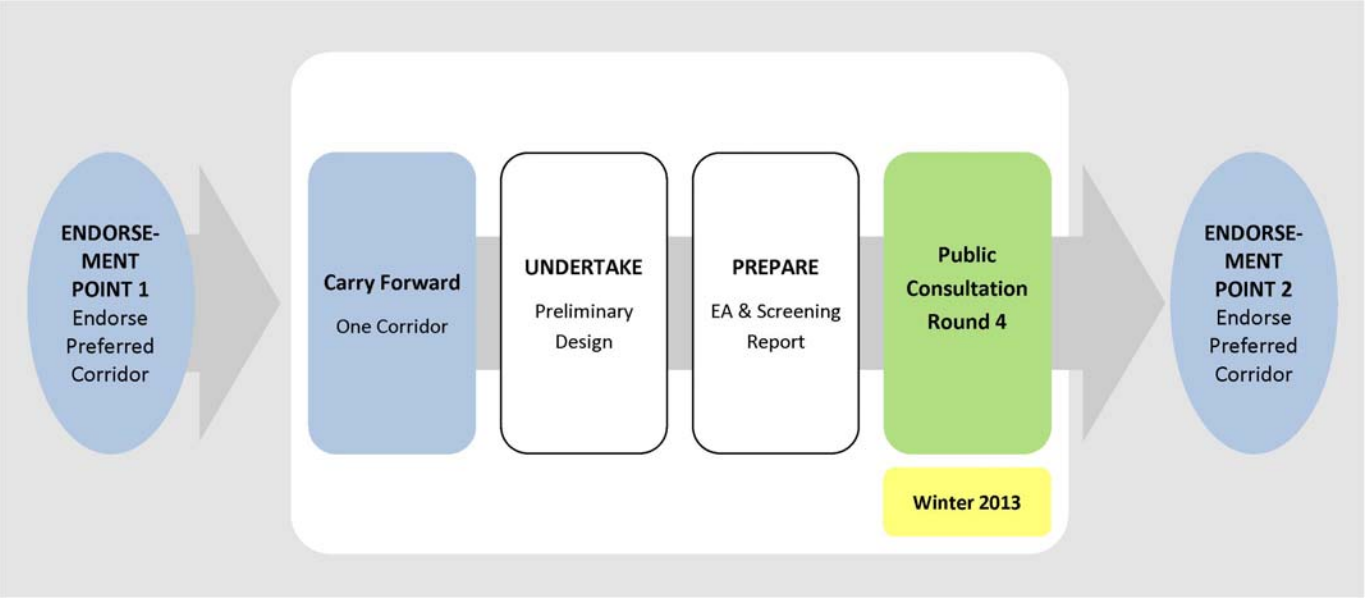 ENDORSE-
MENT
POINT 1
Endorse
Preferred
Corridor
Carry Forward
One Corridor
UNDERTAKE
Preliminary
Design
PREPARE
EA & Screening
Report
Public
Consultation
Round 4
Winter 2013
ENDORSE-
MENT
POINT 2
Endorse
Preferred
Corridor